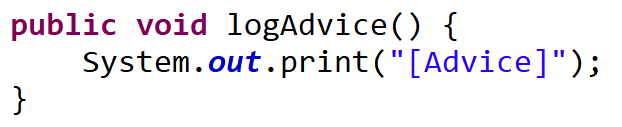 public void logAdvice() {
    System.out.print("[Advice]");
}